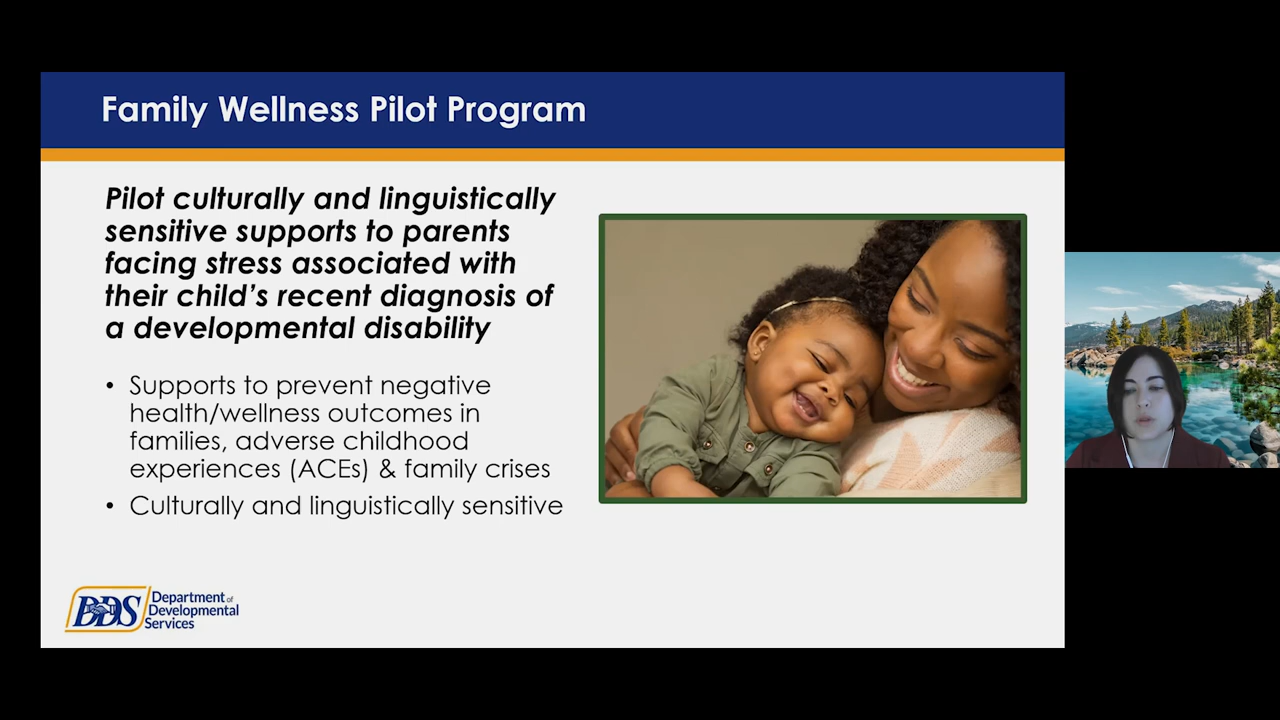 Family Wellness Pilot Program
Pilot culturally and linguistically
sensitive supports to parents
facing stress associated with
their child’s recent diagnosis of
a developmental disability
• Supports to prevent negative
health/wellness outcomes in
families, adverse childhood
experiences (ACEs) & family crises
• Culturally and linguistically sensitive
DDS
Department of
Developmental
Services